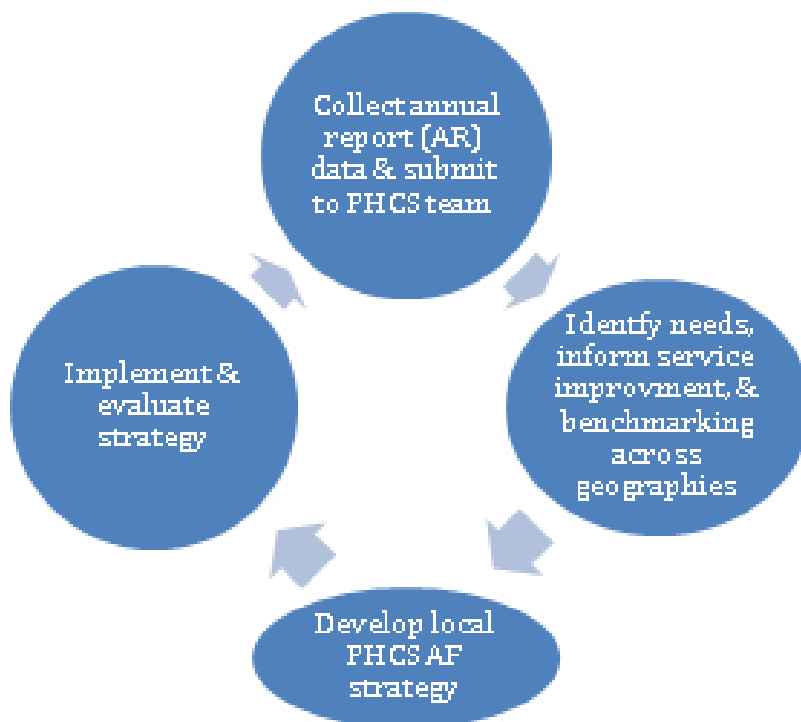 Collect annual
report (AR)
data & submit
to PHCS team
Identify needs,
inform service
improvment, &
benchmarking
across
geographies
Develop local
PHCS AF
strategy
Implement &
evaluate
strategy